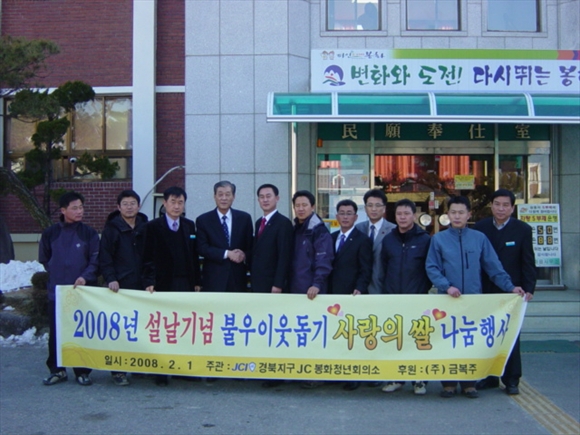 변화와 도전! 다시뛰는 봉
民願奉仕室
50
2008년 설날기념 불우이웃돕기 사랑의 쌀 나눔행사
일시:2008. 2. 1 주관: JCI 경북지구JC 봉화청년회의소 후원:(주) 금복주